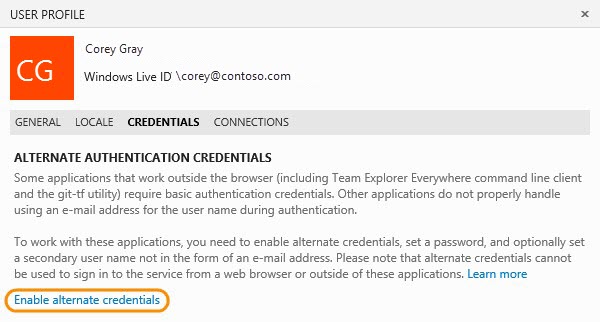 USER PROFILE ×
CG
Corey Gray
Windows Live ID \corey@contoso.com
GENERAL LOCALE CREDENTIALS CONNECTIONS
ALTERNATE AUTHENTICATION CREDENTIALS
Some applications that work outside the browser (including Team Explorer Everywhere command line client
and the git-tf utility) require basic authentication credentials. Other applications do not properly handle
using an e-mail address for the user name during authentication.
To work with these applications, you need to enable alternate credentials, set a password, and optionally set
a secondary user name not in the form of an e-mail address. Please note that alternate credentials cannot
be used to sign in to the service from a web browser or outside of these applications. Learn more
Enable alternate credentials